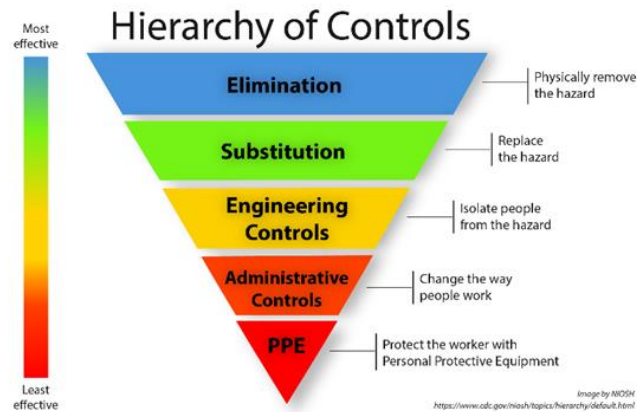 Hierarchy of Controls
Most
effective
Elimination
Physically remove
the hazard
Substitution
Replace
the hazard
Engineering
Controls
Isolate people
from the hazard
Administrative
Controls
Change the way
people work
PPE
Protect the worker with
Personal Protective Equipment
Least
effective
Image by NIOSH
https://www.cdc.gov/niosh/topics/hierarchy/default.html